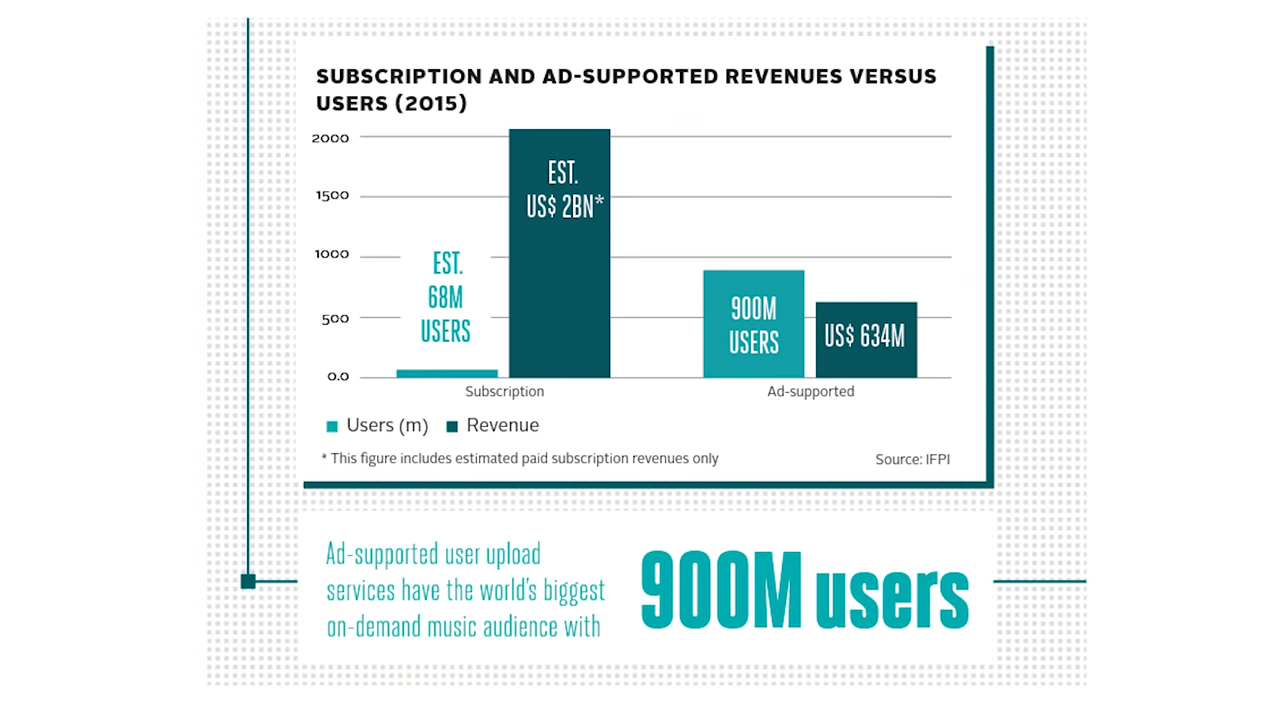 SUBSCRIPTION AND AD-SUPPORTED REVENUES VERSUS
USERS (2015)
2000
1500
1000
500
0.0
EST.
68M
USERS
EST.
US$ 2BN*
900M
USERS
US$ 634M
Subscription
Ad-supported
Users (m)
Revenue
* This figure includes estimated paid subscription revenues only
Source: IFPI
Ad-supported user upload
services have the world's biggest
on-demand music audience with
900M users